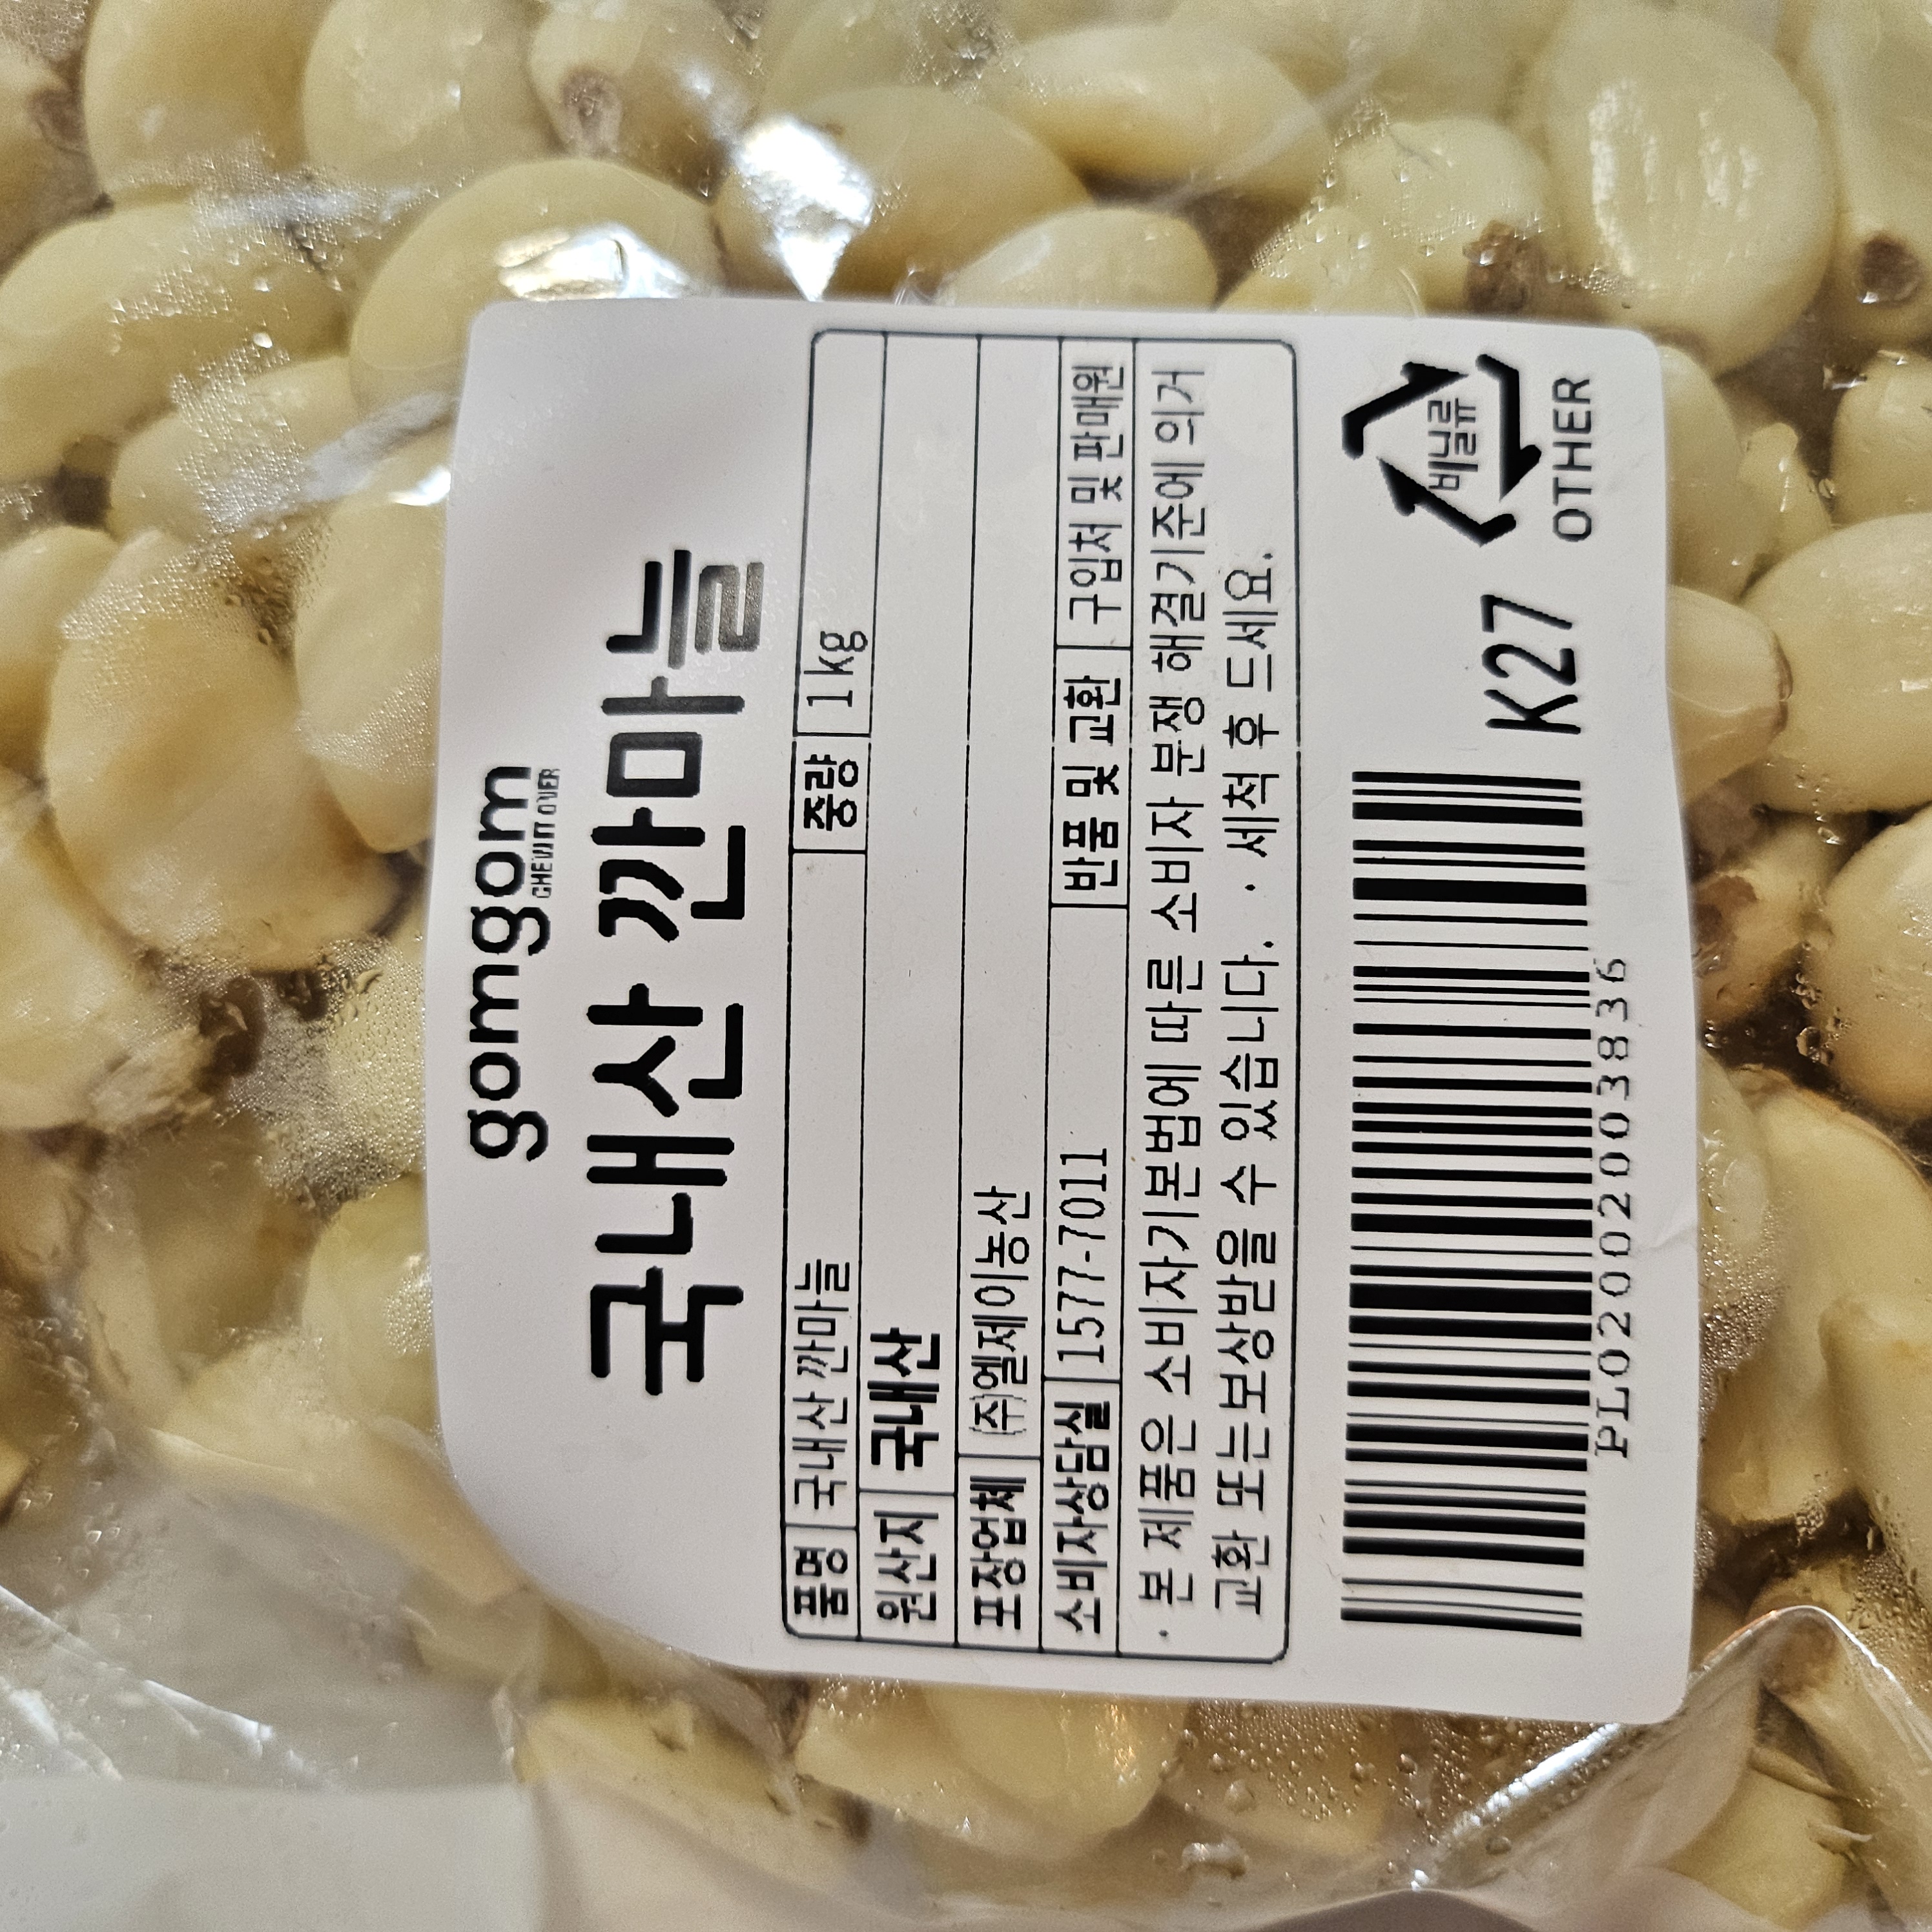 gomgom
CHEW IT OVER
국내산 깐마늘
품명 국내산 깐마늘 중량 1kg
원산지 국내산
포장업체 (주)엘제이농산
소비자상담실 1577-7011 반품 및 교환 구입처 및 판매원
· 본 제품은 소비자기본법에 따른 소비자 분쟁 해결기준에 의거
교환 또는보상받을 수 있습니다. · 세척 후 드세요.
K27
비닐류
OTHER
PL02002003836